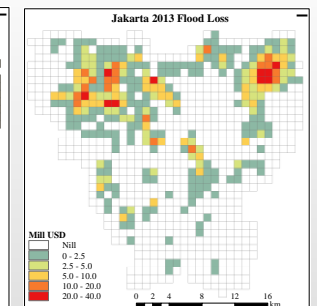 Jakarta 2013 Flood Loss
Mill USD
Nill
0 - 2.5
2.5 - 5.0
5.0 - 10.0
10.0 - 20.0
20.0 - 40.0
0 2 4 8 12 16
km